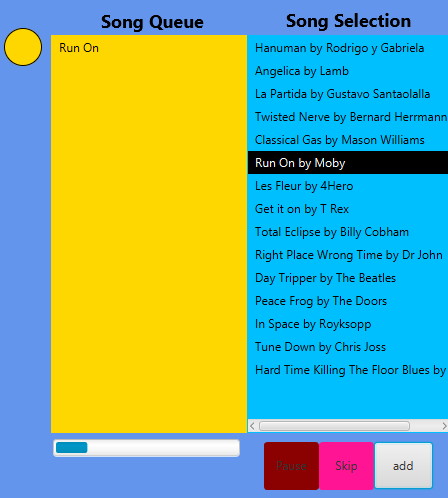 Song Queue
Song Selection
Run On
Hanuman by Rodrigo y Gabriela
Angelica by Lamb
La Partida by Gustavo Santaolalla
Twisted Nerve by Bernard Herrmann
Classical Gas by Mason Williams
Run On by Moby
Les Fleur by 4Hero
Get it on by T Rex
Total Eclipse by Billy Cobham
Right Place Wrong Time by Dr John
Day Tripper by The Beatles
Peace Frog by The Doors
In Space by Royksopp
Tune Down by Chris Joss
Hard Time Killing The Floor Blues by
Pause
Skip
add